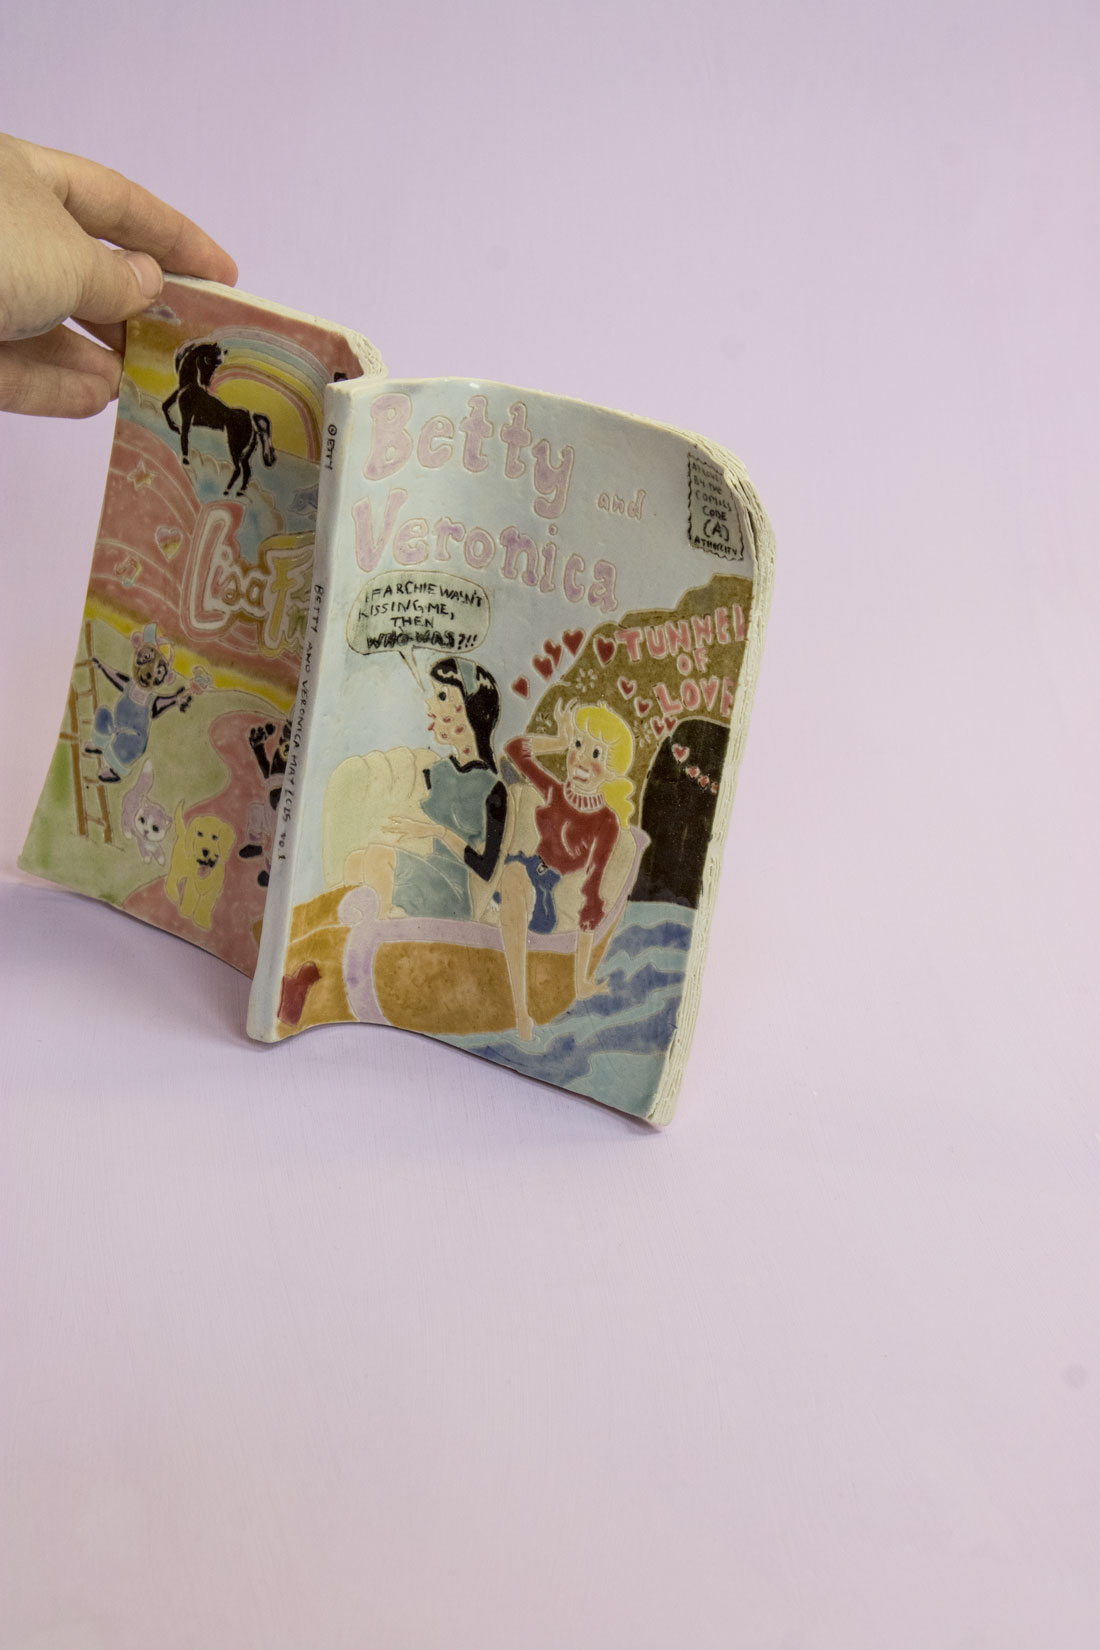 Betty
and
Veronica
BY THE
COMICS
CODE
(A)
IF ARCHIE WASN'T
KISSING ME,
THEN
WHO WAS?!!
TUNNEL
OF
LOVE
Lisa
BETTY AND VERONICA